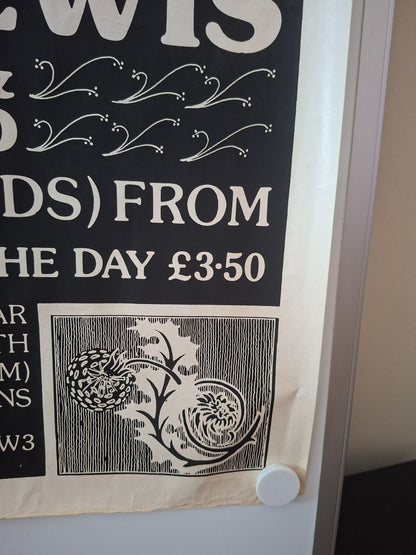 EWIS
&
DS) FROM
HE DAY £3·50
AR
TH
M)
NS
W3